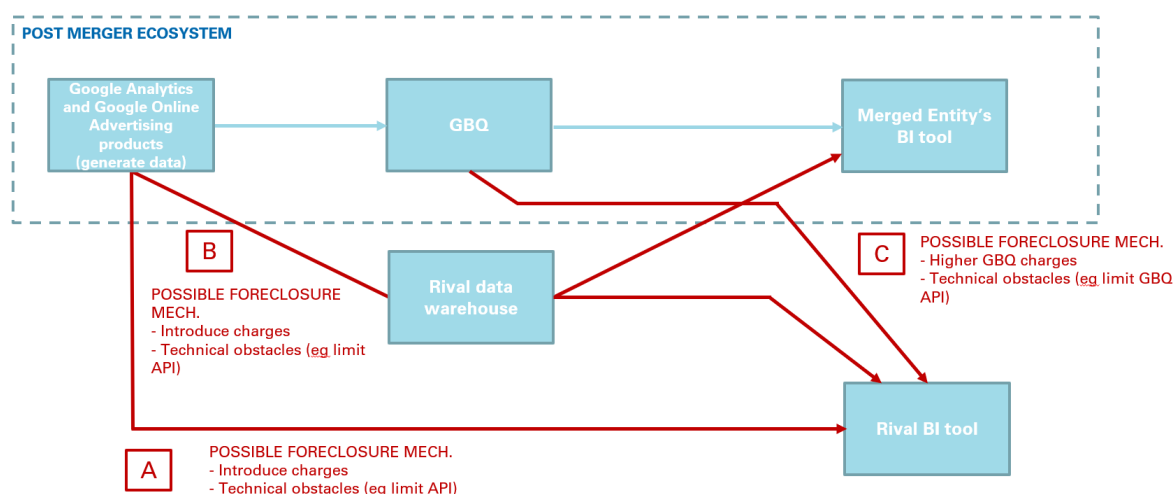 POST MERGER ECOSYSTEM
Google Analytics
and Google Online
Advertising
products
(generate data)
GBQ
Merged Entity's
BI tool
B
POSSIBLE FORECLOSURE
MECH.
- Introduce charges
- Technical obstacles (eg limit
API)
Rival data
warehouse
C
POSSIBLE FORECLOSURE MECH.
- Higher GBQ charges
- Technical obstacles (eg limit GBQ
API)
Rival BI tool
A
POSSIBLE FORECLOSURE MECH.
- Introduce charges
- Technical obstacles (eg limit API)